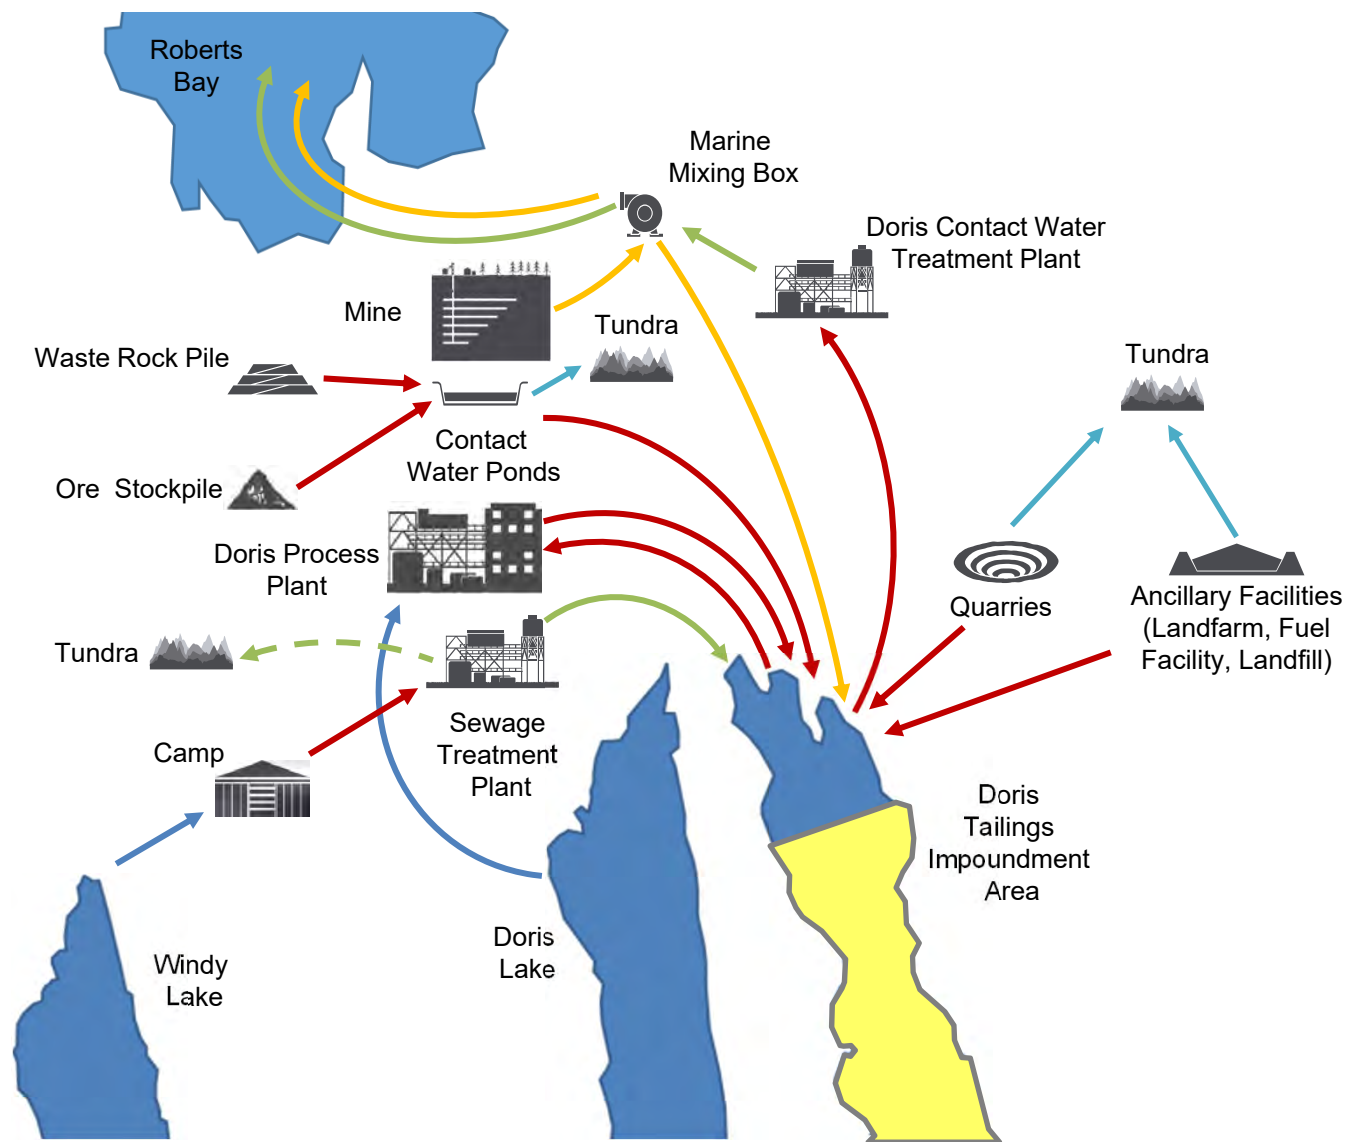 Roberts
Bay
Marine
Mixing Box
Doris Contact Water
Treatment Plant
Mine
Tundra
Waste Rock Pile
Tundra
Contact
Water Ponds
Ore Stockpile
Doris Process
Plant
Quarries
Ancillary Facilities
(Landfarm, Fuel
Facility, Landfill)
Tundra
Sewage
Treatment
Plant
Camp
Doris
Tailings
Impoundment
Area
Doris
Lake
Windy
Lake